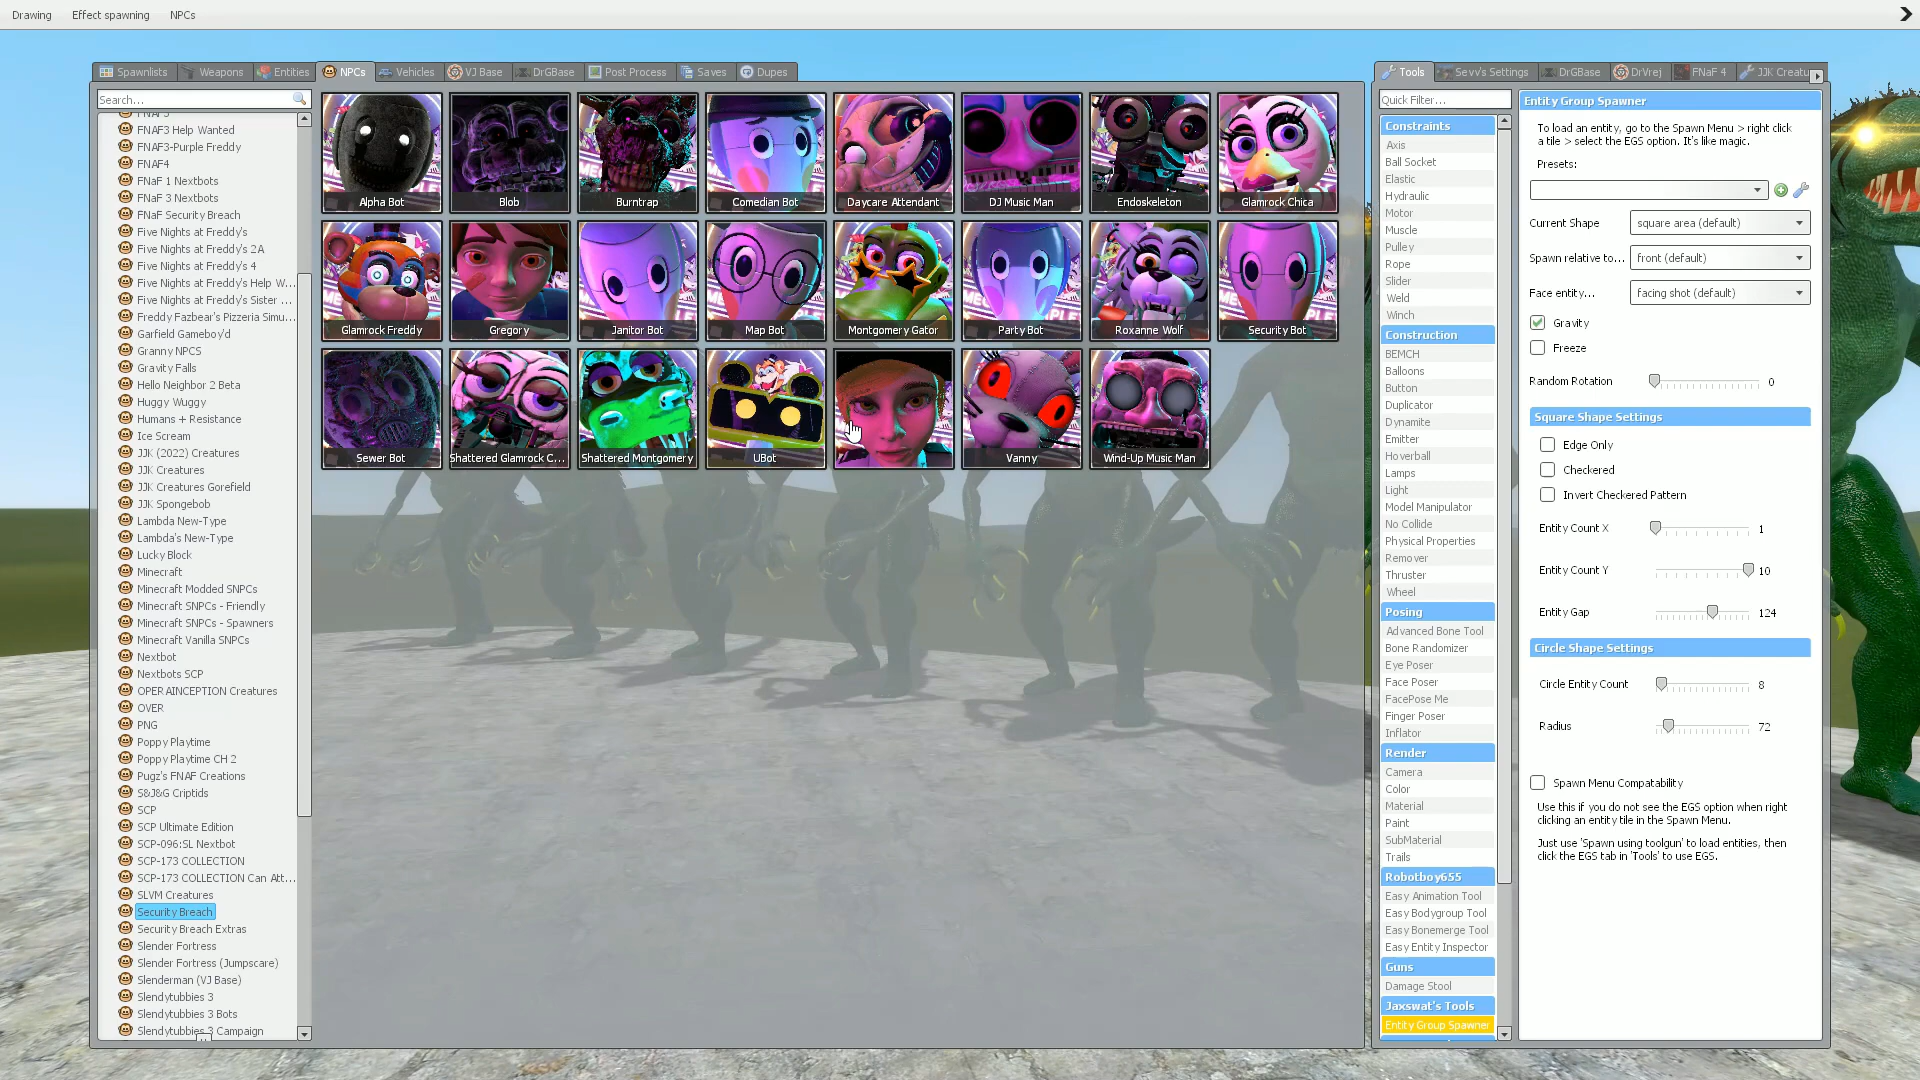 Drawing
Effect spawning
NPCs
Spawnlists
Weapons
Entities
NPCs
Vehicles
VJ Base
DrGBase
Post Process
Saves
Dupes
Search...
FNAF3 Help Wanted
FNAF3-Purple Freddy
FNAF4
FNaF 1 Nextbots
FNaF 3 Nextbots
FNaF Security Breach
Five Nights at Freddy's
Five Nights at Freddy's 2A
Five Nights at Freddy's 4
Five Nights at Freddy's Help W...
Five Nights at Freddy's Sister ...
Freddy Fazbear's Pizzeria Simu...
Garfield Gameboy'd
Granny NPCS
Gravity Falls
Hello Neighbor 2 Beta
Huggy Wuggy
Humans + Resistance
Ice Scream
JJK (2022) Creatures
JJK Creatures
JJK Creatures Gorefield
JJK Spongebob
Lambda New-Type
Lambda's New-Type
Lucky Block
Minecraft
Minecraft Modded SNPCs
Minecraft SNPCs - Friendly
Minecraft SNPCs - Spawners
Minecraft Vanilla SNPCs
Nextbot
Nextbots SCP
OPERAINCEPTION Creatures
OVER
PNG
Poppy Playtime
Poppy Playtime CH 2
Pugz's FNAF Creations
S&J&G Criptids
SCP
SCP Ultimate Edition
SCP-096:SL Nextbot
SCP-173 COLLECTION
SCP-173 COLLECTION Can Att...
SLVM Creatures
Security Breach
Security Breach Extras
Slender Fortress
Slender Fortress (Jumpscare)
Slenderman (VJ Base)
Slendytubbies 3
Slendytubbies 3 Bots
Slendytubbies 3 Campaign
Alpha Bot
Blob
Burntrap
Comedian Bot
Daycare Attendant
DJ Music Man
Endoskeleton
Glamrock Chica
Glamrock Freddy
Gregory
Janitor Bot
Map Bot
Montgomery Gator
Party Bot
Roxanne Wolf
Security Bot
Sewer Bot
Shattered Glamrock C...
Shattered Montgomery
UBot
Vanny
Wind-Up Music Man
Tools
Sevv's Settings
DrGBase
DrVrej
FNaF 4
JJK Creatu
Quick Filter...
Constraints
Axis
Ball Socket
Elastic
Hydraulic
Motor
Muscle
Pulley
Rope
Slider
Weld
Winch
Construction
BEMCH
Balloons
Button
Duplicator
Dynamite
Emitter
Hoverball
Lamps
Light
Model Manipulator
No Collide
Physical Properties
Remover
Thruster
Wheel
Posing
Advanced Bone Tool
Bone Randomizer
Eye Poser
Face Poser
FacePose Me
Finger Poser
Inflator
Render
Camera
Color
Material
Paint
SubMaterial
Trails
Robotboy655
Easy Animation Tool
Easy Bodygroup Tool
Easy Bonemerge Tool
Easy Entity Inspector
Guns
Damage Stool
Jaxswat's Tools
Entity Group Spawner
Entity Group Spawner
To load an entity, go to the Spawn Menu > right click
a tile > select the EGS option. It's like magic.
Presets:
Current Shape
square area (default)
Spawn relative to...
front (default)
Face entity...
facing shot (default)
Gravity
Freeze
Random Rotation
0
Square Shape Settings
Edge Only
Checkered
Invert Checkered Pattern
Entity Count X
1
Entity Count Y
10
Entity Gap
124
Circle Shape Settings
Circle Entity Count
8
Radius
72
Spawn Menu Compatability
Use this if you do not see the EGS option when right
clicking an entity tile in the Spawn Menu.
Just use 'Spawn using toolgun' to load entities, then
click the EGS tab in 'Tools' to use EGS.